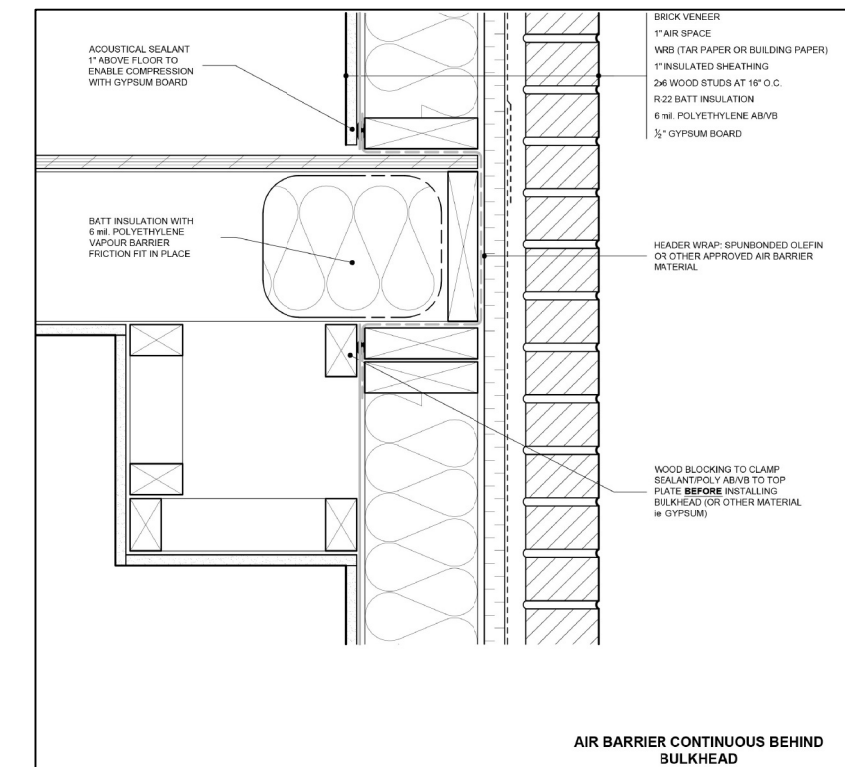 BRICK VENEER
1" AIR SPACE
WRB (TAR PAPER OR BUILDING PAPER)
1" INSULATED SHEATHING
2x6 WOOD STUDS AT 16" O.C.
R-22 BATT INSULATION
6 mil. POLYETHYLENE AB/VB
½" GYPSUM BOARD
ACOUSTICAL SEALANT
1" ABOVE FLOOR TO
ENABLE COMPRESSION
WITH GYPSUM BOARD
BATT INSULATION WITH
6 mil. POLYETHYLENE
VAPOUR BARRIER
FRICTION FIT IN PLACE
HEADER WRAP: SPUNBONDED OLEFIN
OR OTHER APPROVED AIR BARRIER
MATERIAL
WOOD BLOCKING TO CLAMP
SEALANT/POLY AB/VB TO TOP
PLATE BEFORE INSTALLING
BULKHEAD (OR OTHER MATERIAL
ie GYPSUM)
AIR BARRIER CONTINUOUS BEHIND
BULKHEAD